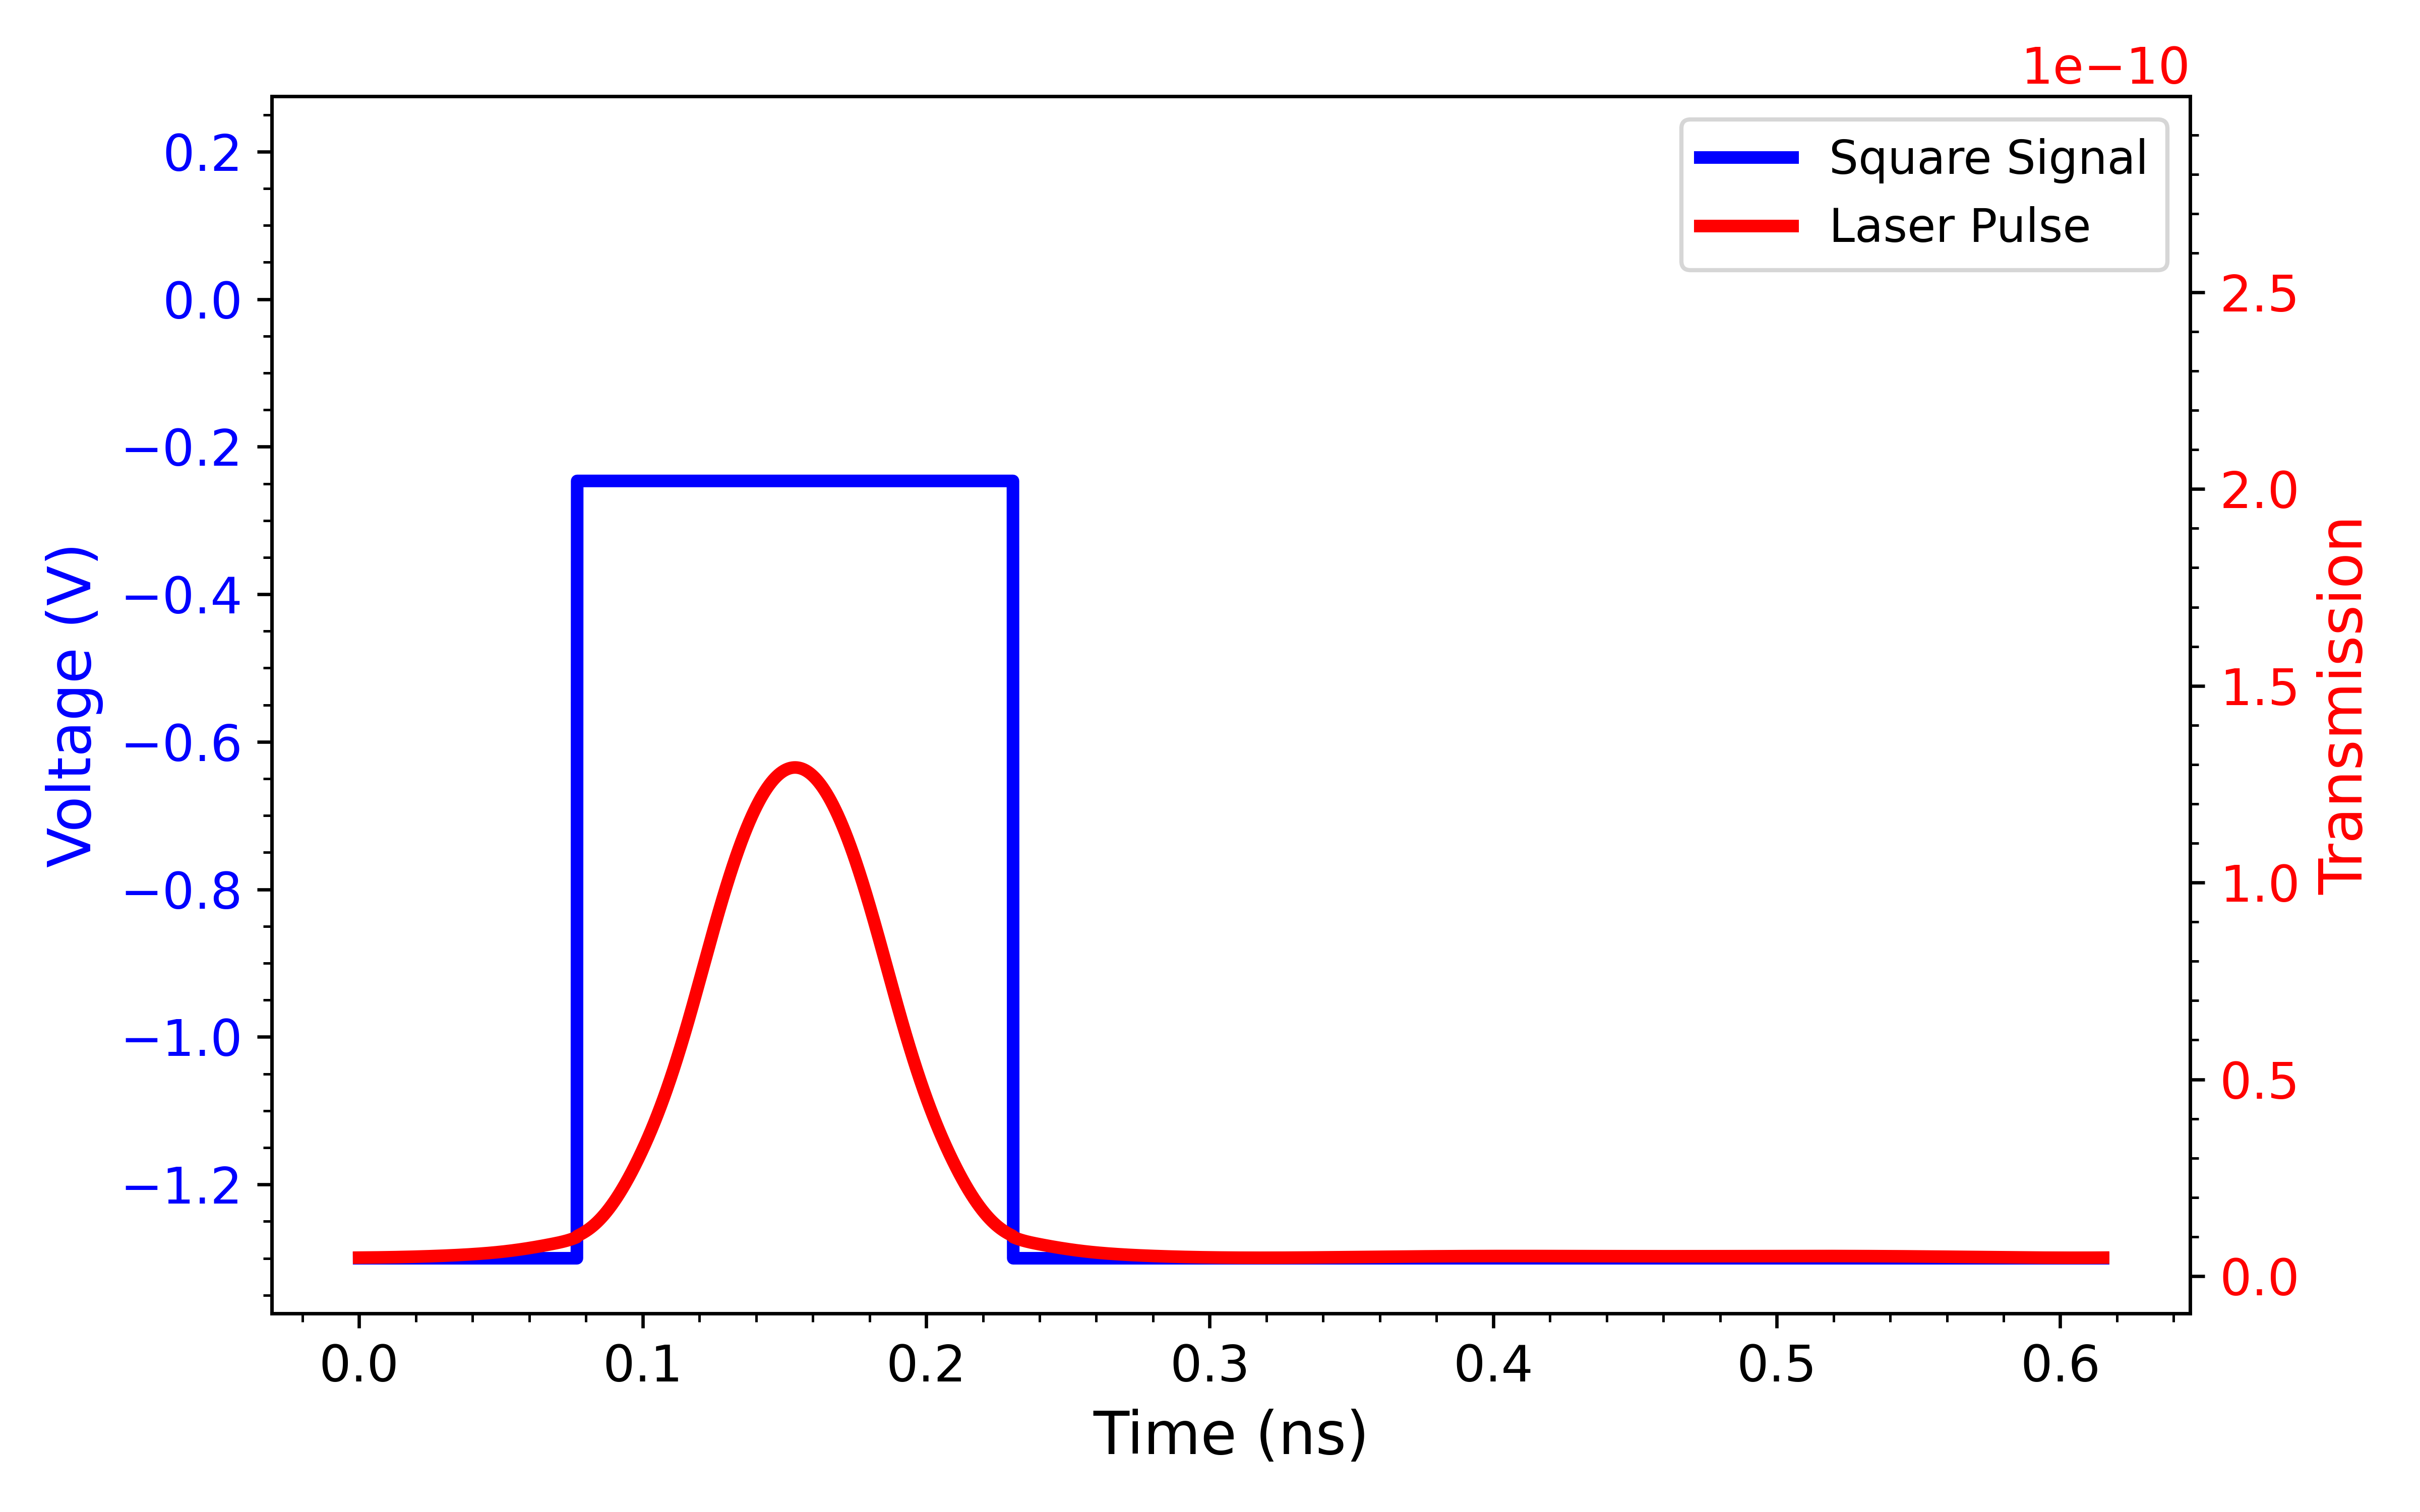 1e−10
Square Signal
Laser Pulse
Voltage (V)
0.2
0.0
−0.2
−0.4
−0.6
−0.8
−1.0
−1.2
2.5
2.0
1.5
1.0
0.5
0.0
Transmission
0.0 0.1 0.2 0.3 0.4 0.5 0.6
Time (ns)